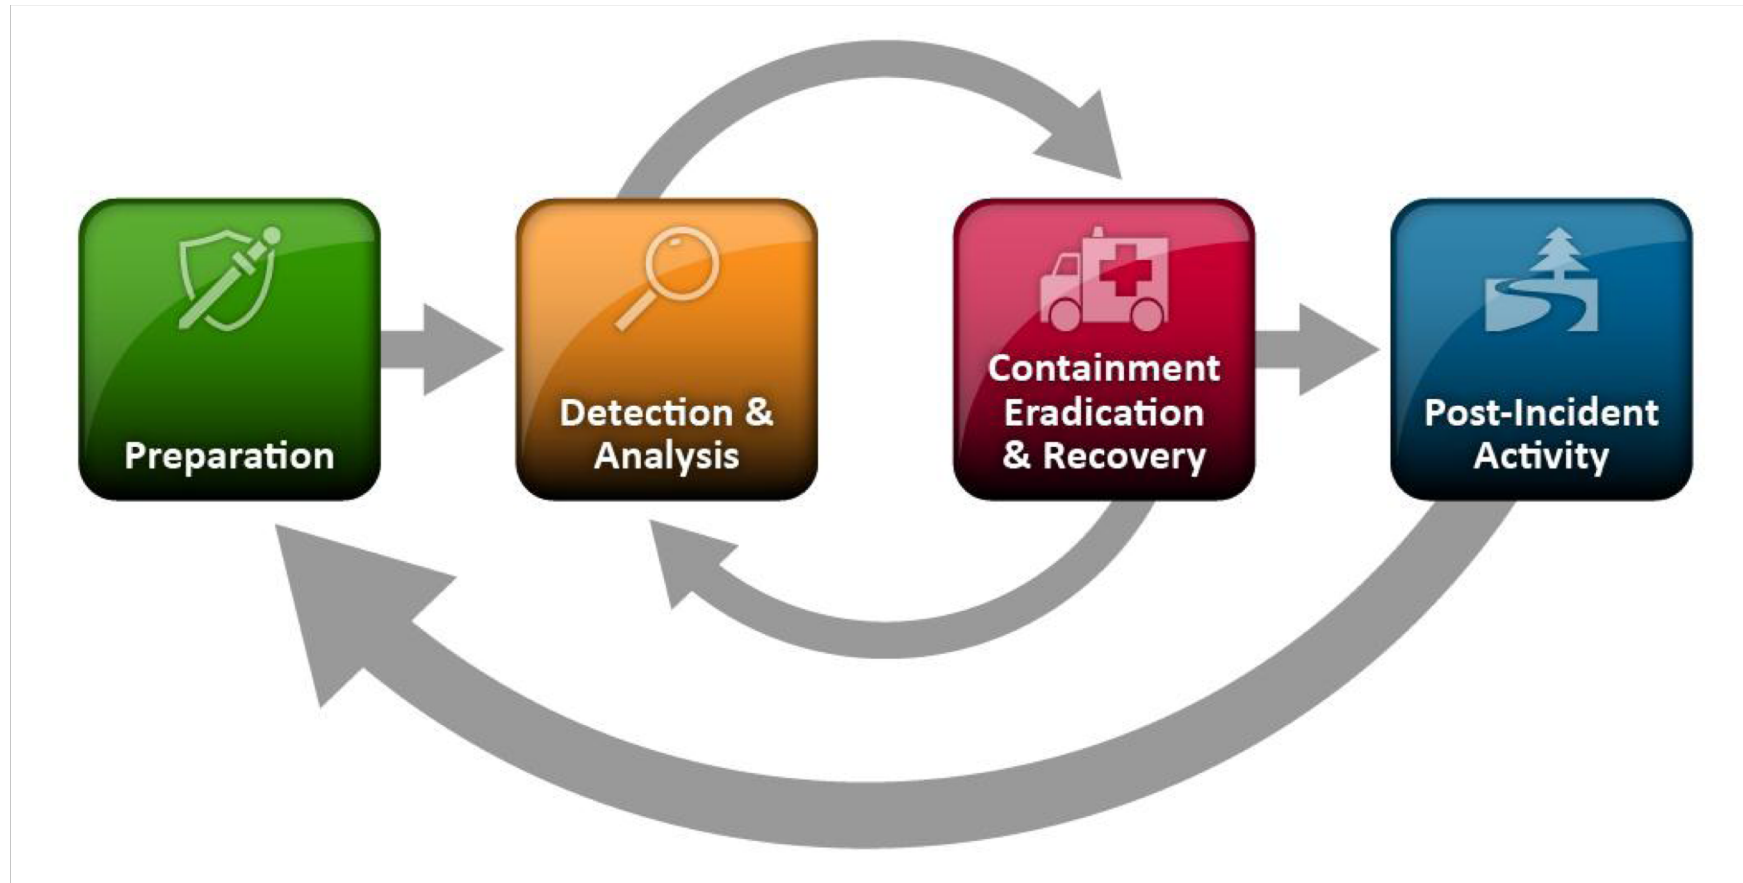 Preparation
Detection &
Analysis
Containment
Eradication
& Recovery
Post-Incident
Activity